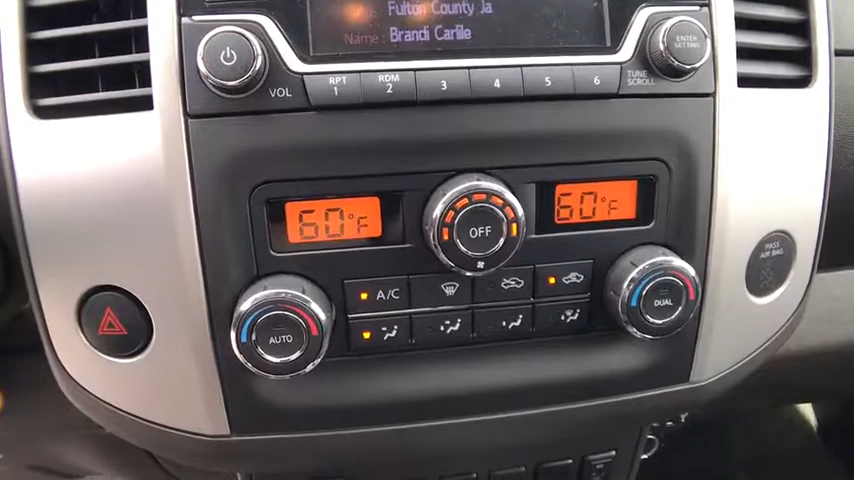 Fulton County Ja
Name: Brandi Carlile
VOL
RPT
1
RDM
2
3
4
5
6
TUNE
SCROLL
ENTER
SETTING
60°F
OFF
60°F
PASS
AIR BAG
A/C
AUTO
DUAL